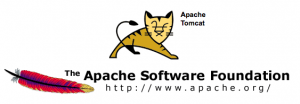 Apache
Tomcat
The Apache Software Foundation
http://www.apache.org/